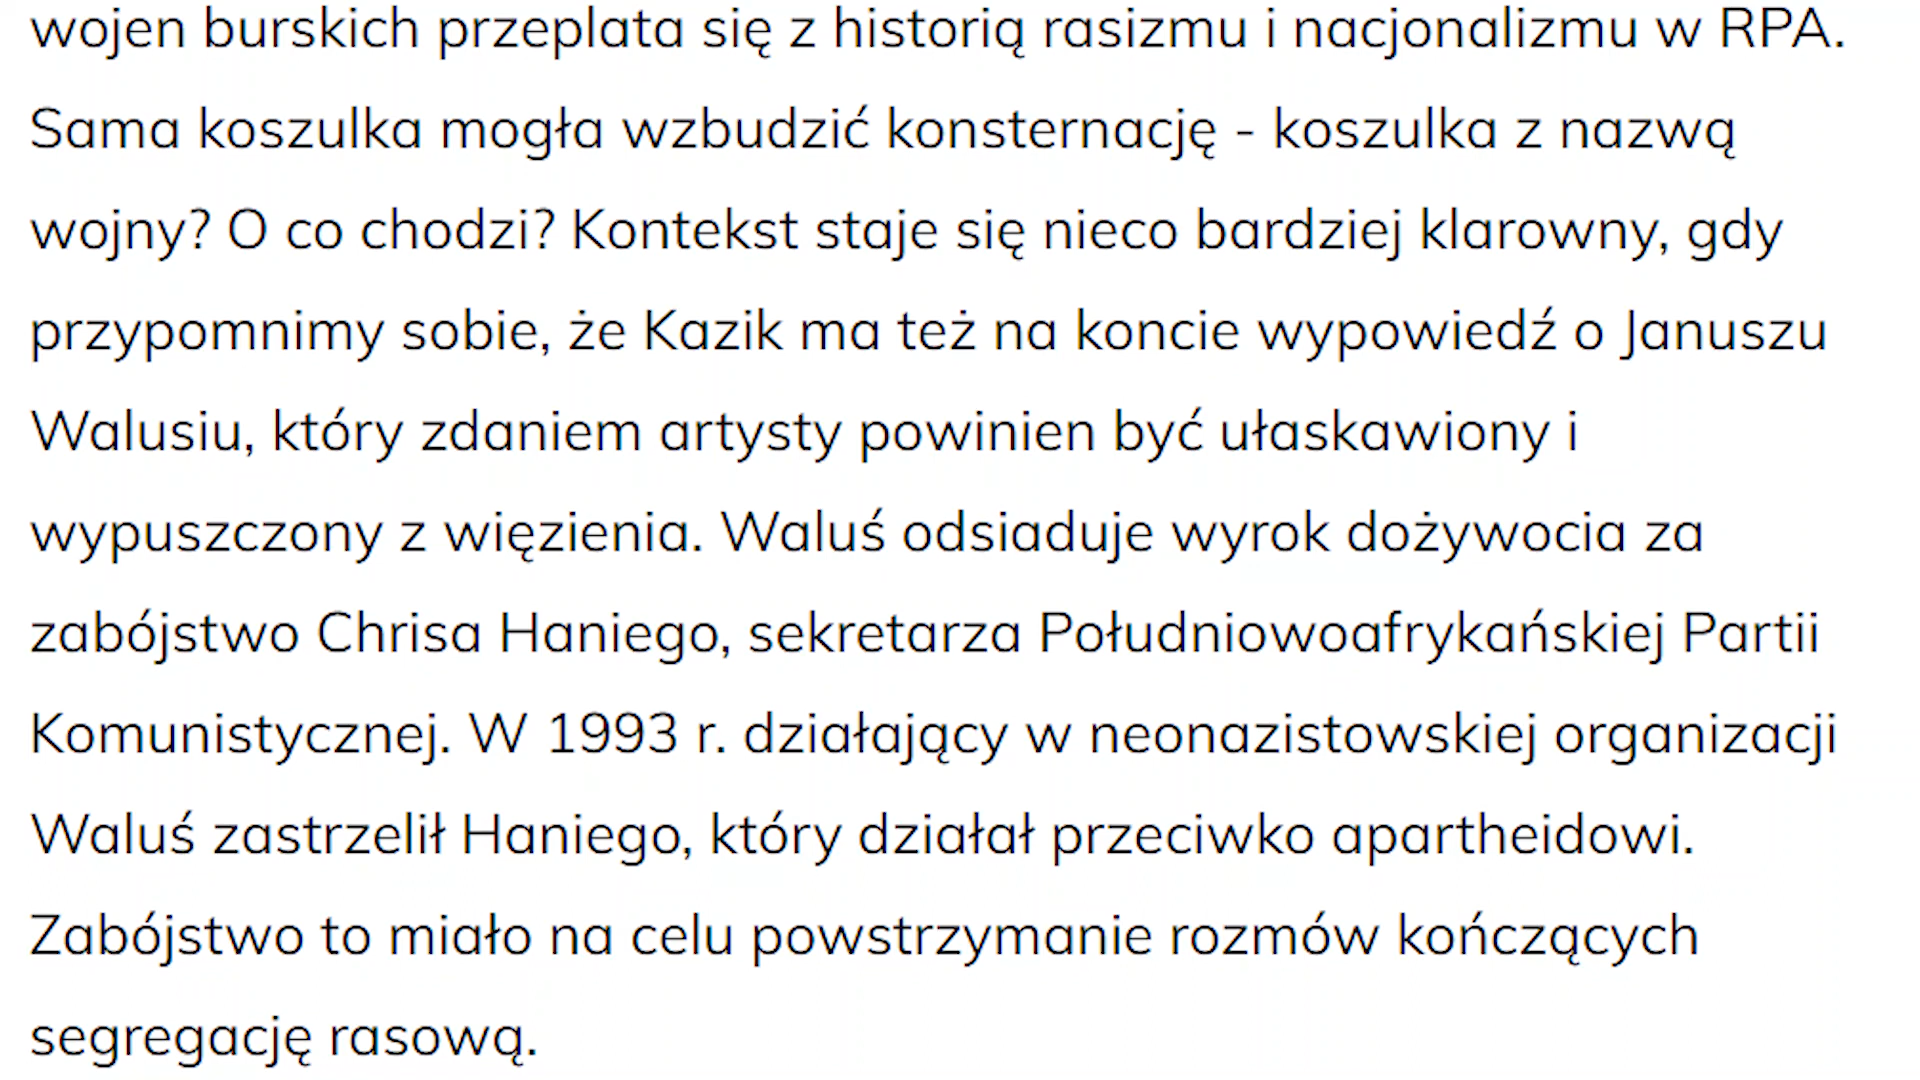 wojen burskich przeplata się z historią rasizmu i nacjonalizmu w RPA.
Sama koszulka mogła wzbudzić konsternację - koszulka z nazwą
wojny? O co chodzi? Kontekst staje się nieco bardziej klarowny, gdy
przypomnimy sobie, że Kazik ma też na koncie wypowiedź o Januszu
Walusiu, który zdaniem artysty powinien być ułaskawiony i
wypuszczony z więzienia. Waluś odsiaduje wyrok dożywocia za
zabójstwo Chrisa Haniego, sekretarza Południowoafrykańskiej Partii
Komunistycznej. W 1993 r. działający w neonazistowskiej organizacji
Waluś zastrzelił Haniego, który działał przeciwko apartheidowi.
Zabójstwo to miało na celu powstrzymanie rozmów kończących
segregację rasową.